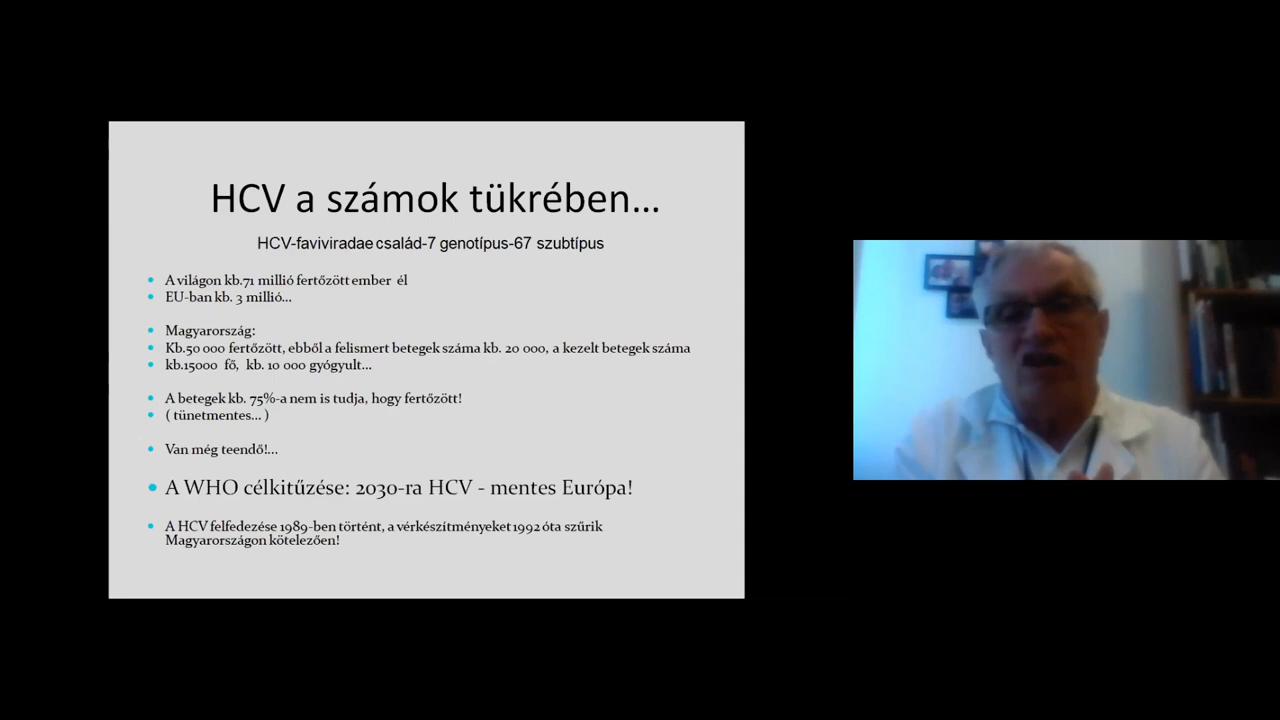 HCV a számok tükrében...
HCV-faviviradae család-7 genotípus-67 szubtípus
A világon kb.71 millió fertőzött ember él
EU-ban kb. 3 millió...
Magyarország:
Kb.50 000 fertőzött, ebből a felismert betegek száma kb. 20 000, a kezelt betegek száma
kb.15000 fő, kb. 10 000 gyógyult...
A betegek kb. 75%-a nem is tudja, hogy fertőzött!
( tünetmentes... )
Van még teendő!...
A WHO célkitűzése: 2030-ra HCV - mentes Európa!
A HCV felfedezése 1989-ben történt, a vérkészítményeket 1992 óta szűrik
Magyarországon kötelezően!